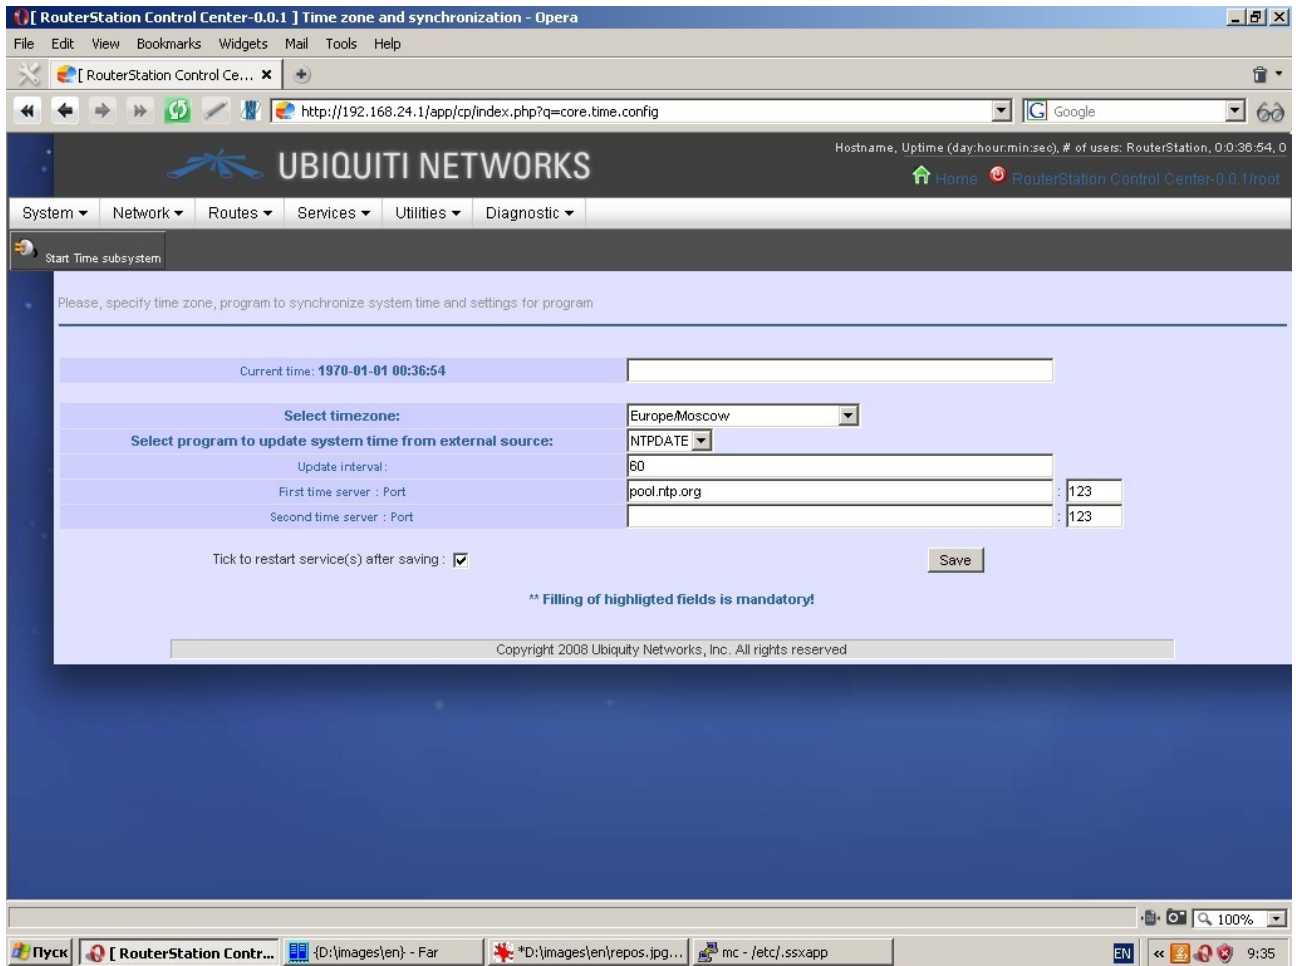 [ RouterStation Control Center-0.0.1 ] Time zone and synchronization - Opera
File Edit View Bookmarks Widgets Mail Tools Help
[ RouterStation Control Ce...
http://192.168.24.1/app/cp/index.php?q=core.time.config
Google
UBIQUITI NETWORKS
Hostname, Uptime (day:hour:min:sec), # of users: RouterStation, 0:0:36:54, 0
Home RouterStation Control Center-0.0.1/root
System Network Routes Services Utilities Diagnostic
Start Time subsystem
Please, specify time zone, program to synchronize system time and settings for program
Current time: 1970-01-01 00:36:54
Select timezone: Europe/Moscow
Select program to update system time from external source: NTPDATE
Update interval: 60
First time server : Port pool.ntp.org : 123
Second time server : Port : 123
Tick to restart service(s) after saving : Save
** Filling of highligted fields is mandatory!
Copyright 2008 Ubiquity Networks, Inc. All rights reserved
100%
Пуск [ RouterStation Contr... {D:\images\en} - Far *D:\images\en\repos.jpg... mc - /etc/.ssxapp EN « 9:35